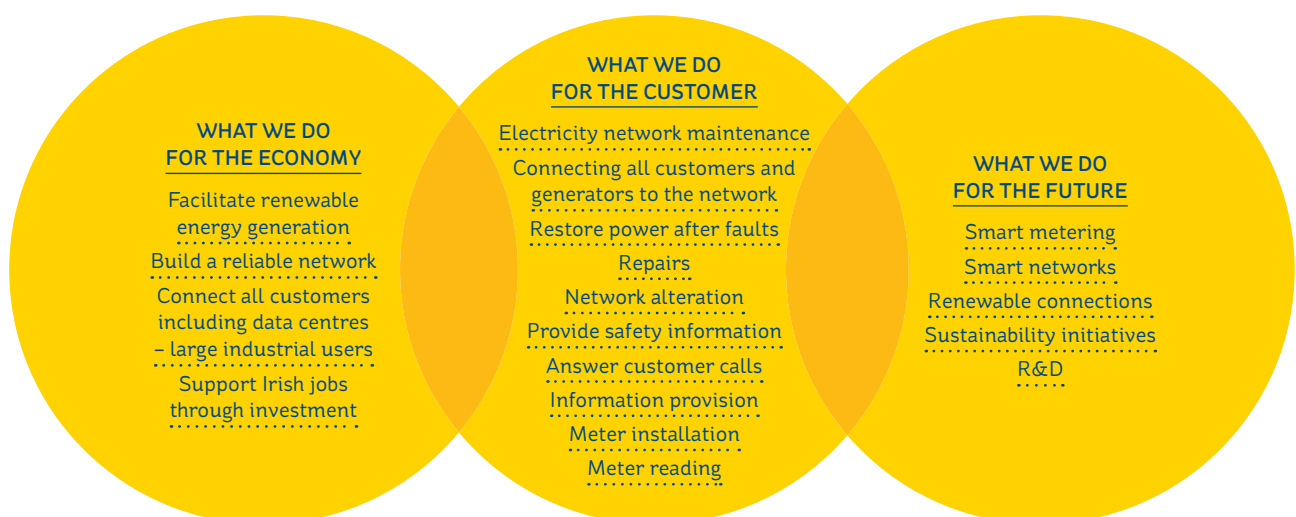 WHAT WE DO
FOR THE ECONOMY
Facilitate renewable
energy generation
Build a reliable network
Connect all customers
including data centres
– large industrial users
Support Irish jobs
through investment
WHAT WE DO
FOR THE CUSTOMER
Electricity network maintenance
Connecting all customers and
generators to the network
Restore power after faults
Repairs
Network alteration
Provide safety information
Answer customer calls
Information provision
Meter installation
Meter reading
WHAT WE DO
FOR THE FUTURE
Smart metering
Smart networks
Renewable connections
Sustainability initiatives
R&D